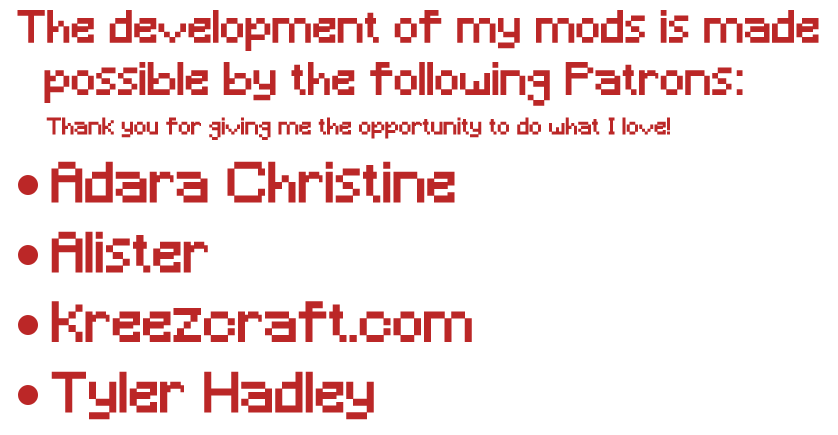 The development of my mods is made
possible by the following Patrons:
Thank you for giving me the opportunity to do what I love!
• Adara Christine
• Alister
• kreezcraft.com
• Tyler Hadley